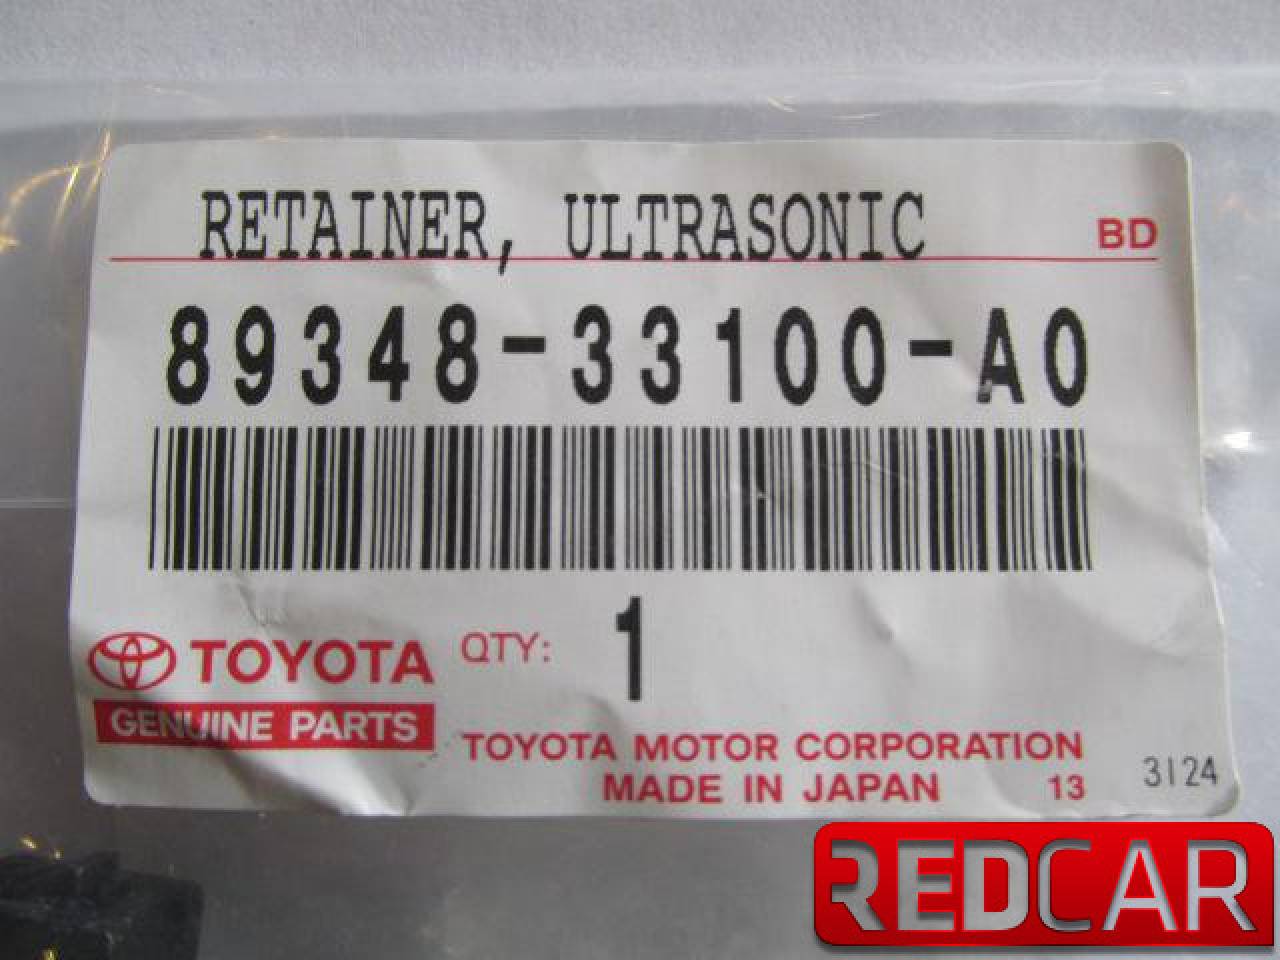 RETAINER, ULTRASONIC
BD
89348-33100-A0
TOYOTA
QTY: 1
GENUINE PARTS
TOYOTA MOTOR CORPORATION
MADE IN JAPAN 13
3124
REDCAR